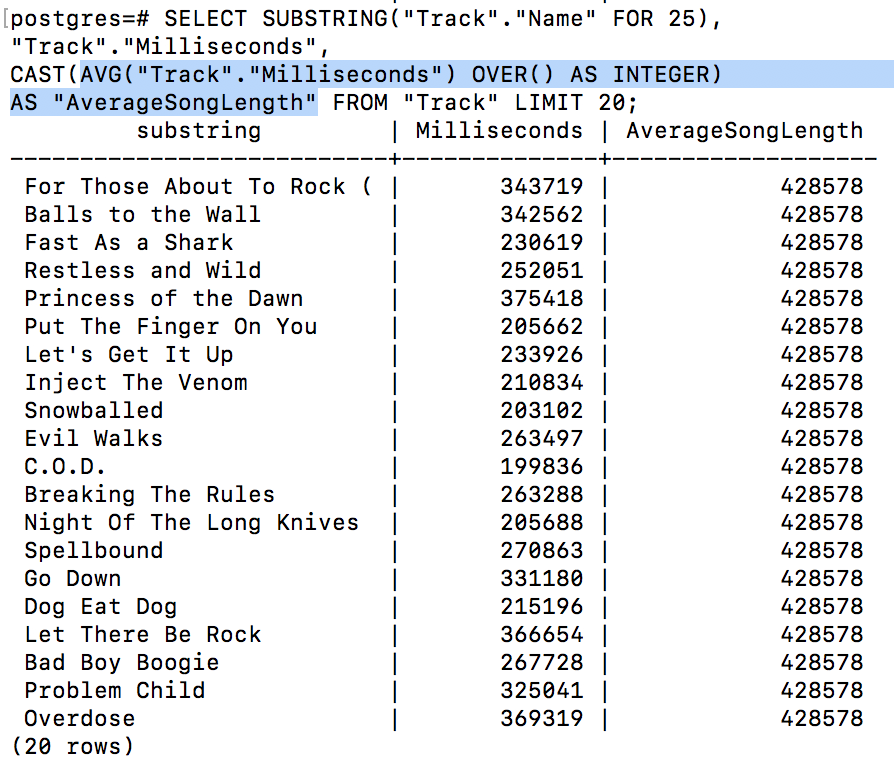 postgres=# SELECT SUBSTRING("Track"."Name" FOR 25),
"Track"."Milliseconds",
CAST(AVG("Track"."Milliseconds") OVER() AS INTEGER)
AS "AverageSongLength" FROM "Track" LIMIT 20;
         substring         | Milliseconds | AverageSongLength
---------------------------+--------------+-------------------
 For Those About To Rock ( |       343719 |            428578
 Balls to the Wall         |       342562 |            428578
 Fast As a Shark           |       230619 |            428578
 Restless and Wild         |       252051 |            428578
 Princess of the Dawn      |       375418 |            428578
 Put The Finger On You     |       205662 |            428578
 Let's Get It Up           |       233926 |            428578
 Inject The Venom          |       210834 |            428578
 Snowballed                |       203102 |            428578
 Evil Walks                |       263497 |            428578
 C.O.D.                    |       199836 |            428578
 Breaking The Rules        |       263288 |            428578
 Night Of The Long Knives  |       205688 |            428578
 Spellbound                |       270863 |            428578
 Go Down                   |       331180 |            428578
 Dog Eat Dog               |       215196 |            428578
 Let There Be Rock         |       366654 |            428578
 Bad Boy Boogie            |       267728 |            428578
 Problem Child             |       325041 |            428578
 Overdose                  |       369319 |            428578
(20 rows)